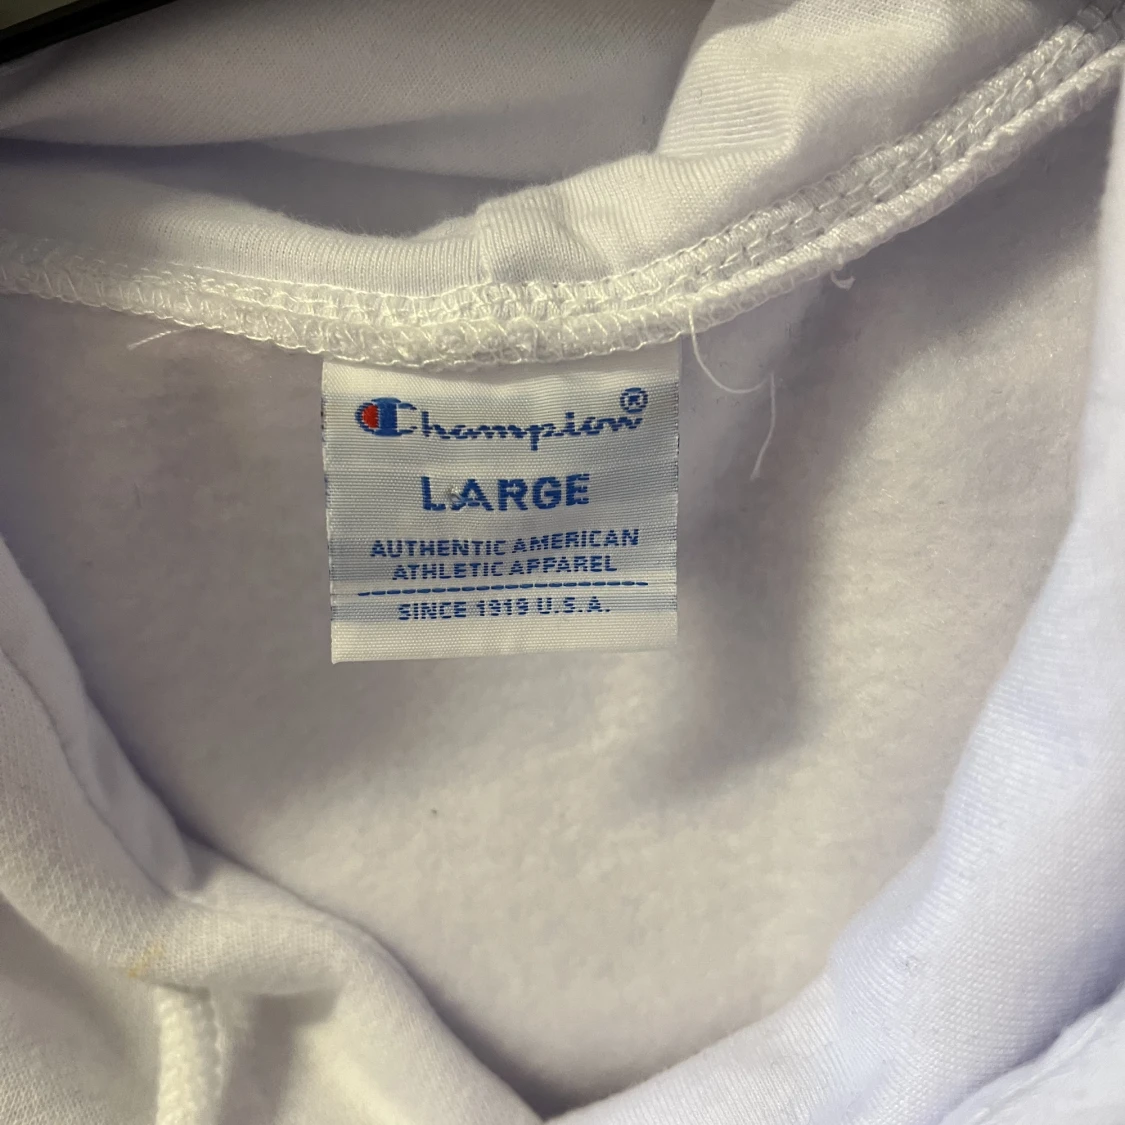 Champion®
LARGE
AUTHENTIC AMERICAN
ATHLETIC APPAREL
SINCE 1919 U.S.A.